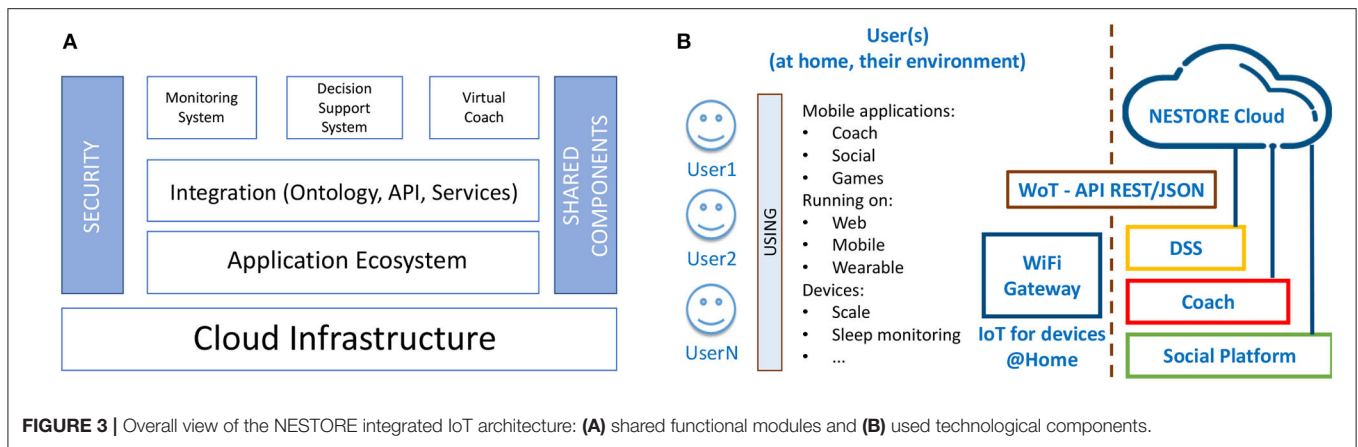 A
SECURITY
Monitoring
System
Decision
Support
System
Virtual
Coach
SHARED
COMPONENTS
Integration (Ontology, API, Services)
Application Ecosystem
Cloud Infrastructure
B
User(s)
(at home, their environment)
User1
User2
UserN
USING
Mobile applications:
• Coach
• Social
• Games
Running on:
• Web
• Mobile
• Wearable
Devices:
• Scale
• Sleep monitoring
• ...
WiFi
Gateway
IoT for devices
@Home
WoT - API REST/JSON
NESTORE Cloud
DSS
Coach
Social Platform
FIGURE 3 | Overall view of the NESTORE integrated IoT architecture: (A) shared functional modules and (B) used technological components.